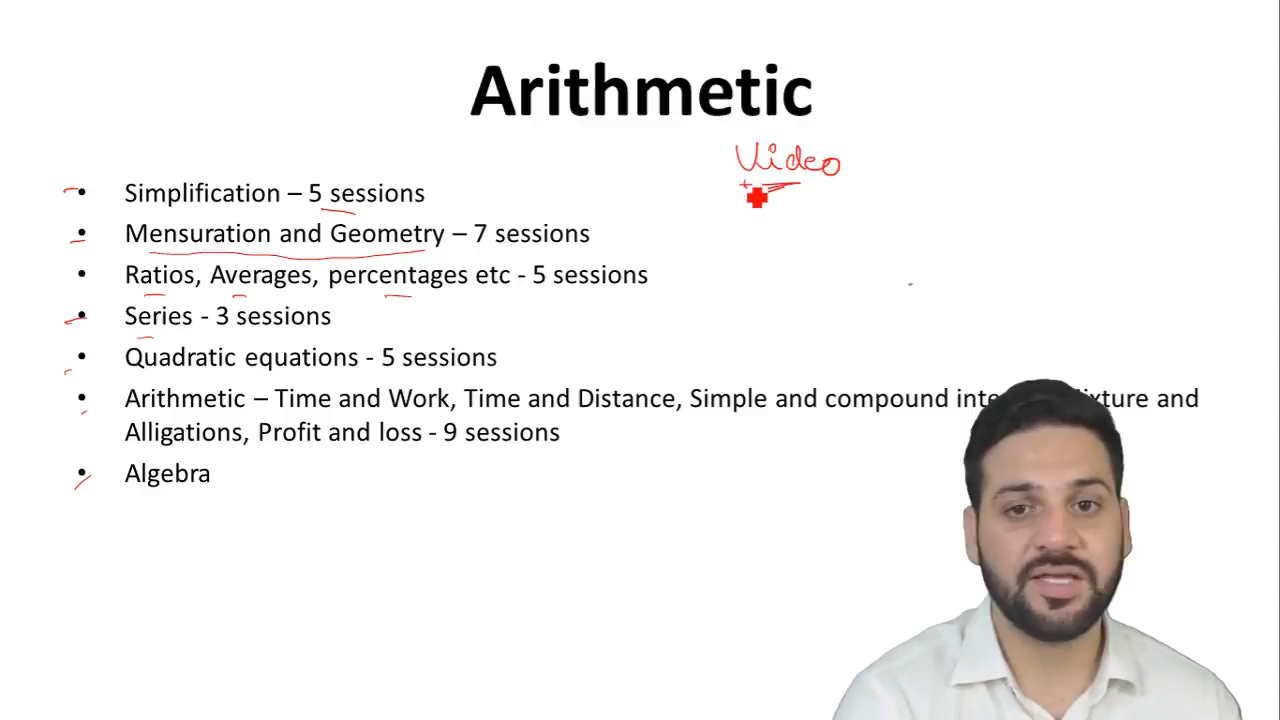 Arithmetic
Video
• Simplification – 5 sessions
• Mensuration and Geometry – 7 sessions
• Ratios, Averages, percentages etc - 5 sessions
• Series - 3 sessions
• Quadratic equations - 5 sessions
• Arithmetic – Time and Work, Time and Distance, Simple and compound and
Alligations, Profit and loss - 9 sessions
• Algebra